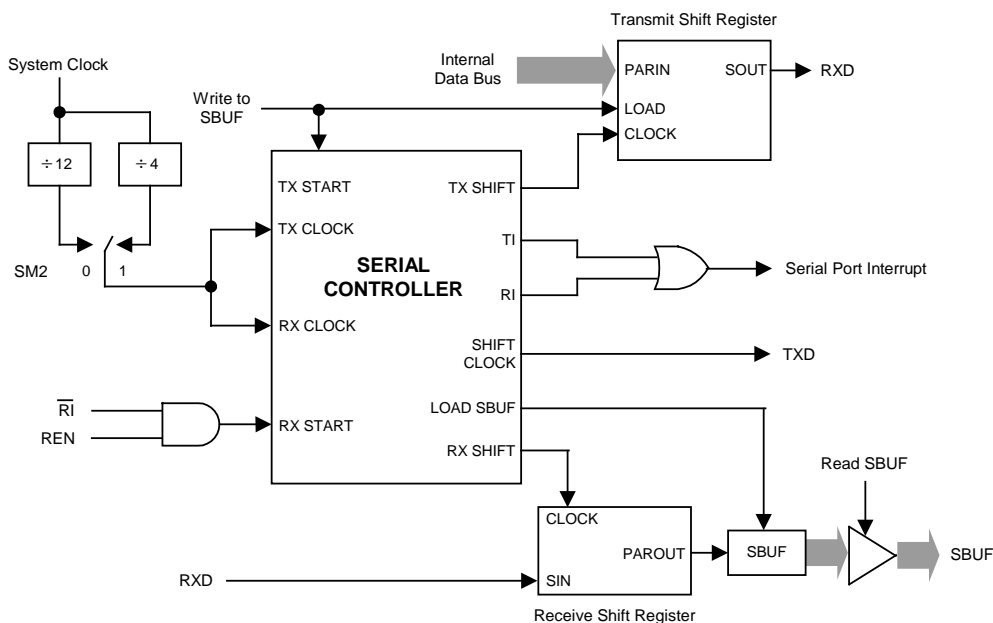 Transmit Shift Register
System Clock
Internal
Data Bus
PARIN
SOUT
RXD
Write to
SBUF
LOAD
CLOCK
÷12
÷4
TX START
TX SHIFT
TX CLOCK
TI
SM2
0
1
SERIAL
CONTROLLER
Serial Port Interrupt
RI
RX CLOCK
SHIFT
CLOCK
TXD
R̅I̅
LOAD SBUF
REN
RX START
RX SHIFT
Read SBUF
CLOCK
PAROUT
SBUF
SBUF
RXD
SIN
Receive Shift Register